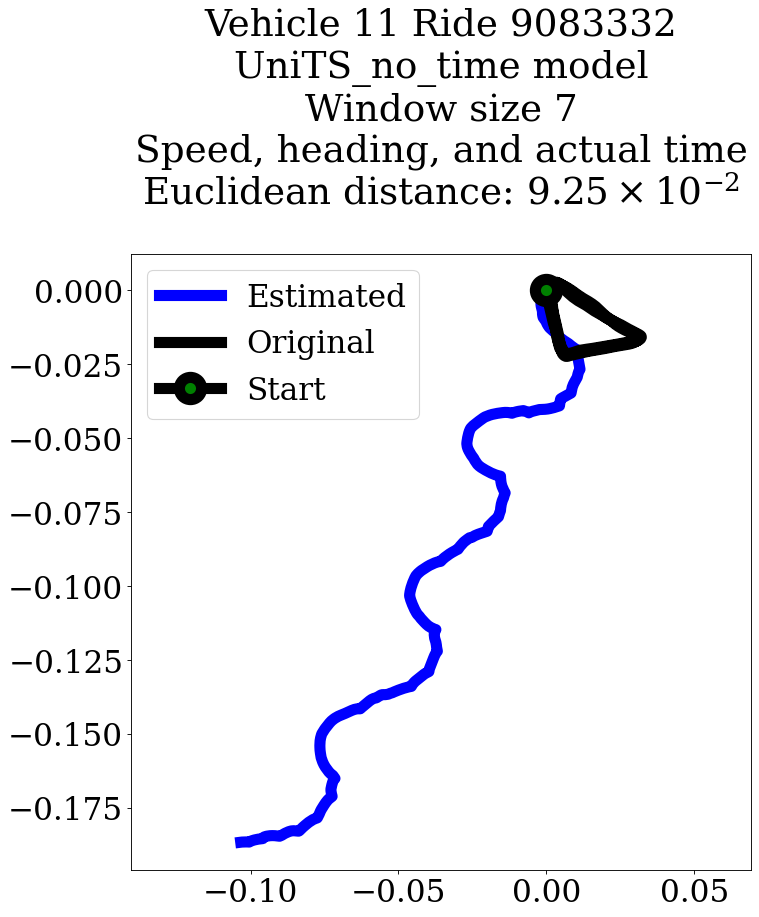 Vehicle 11 Ride 9083332
UniTS_no_time model
Window size 7
Speed, heading, and actual time
Euclidean distance: 9.25 × 10⁻²
Estimated
Original
Start
0.000
−0.025
−0.050
−0.075
−0.100
−0.125
−0.150
−0.175
−0.10 −0.05 0.00 0.05